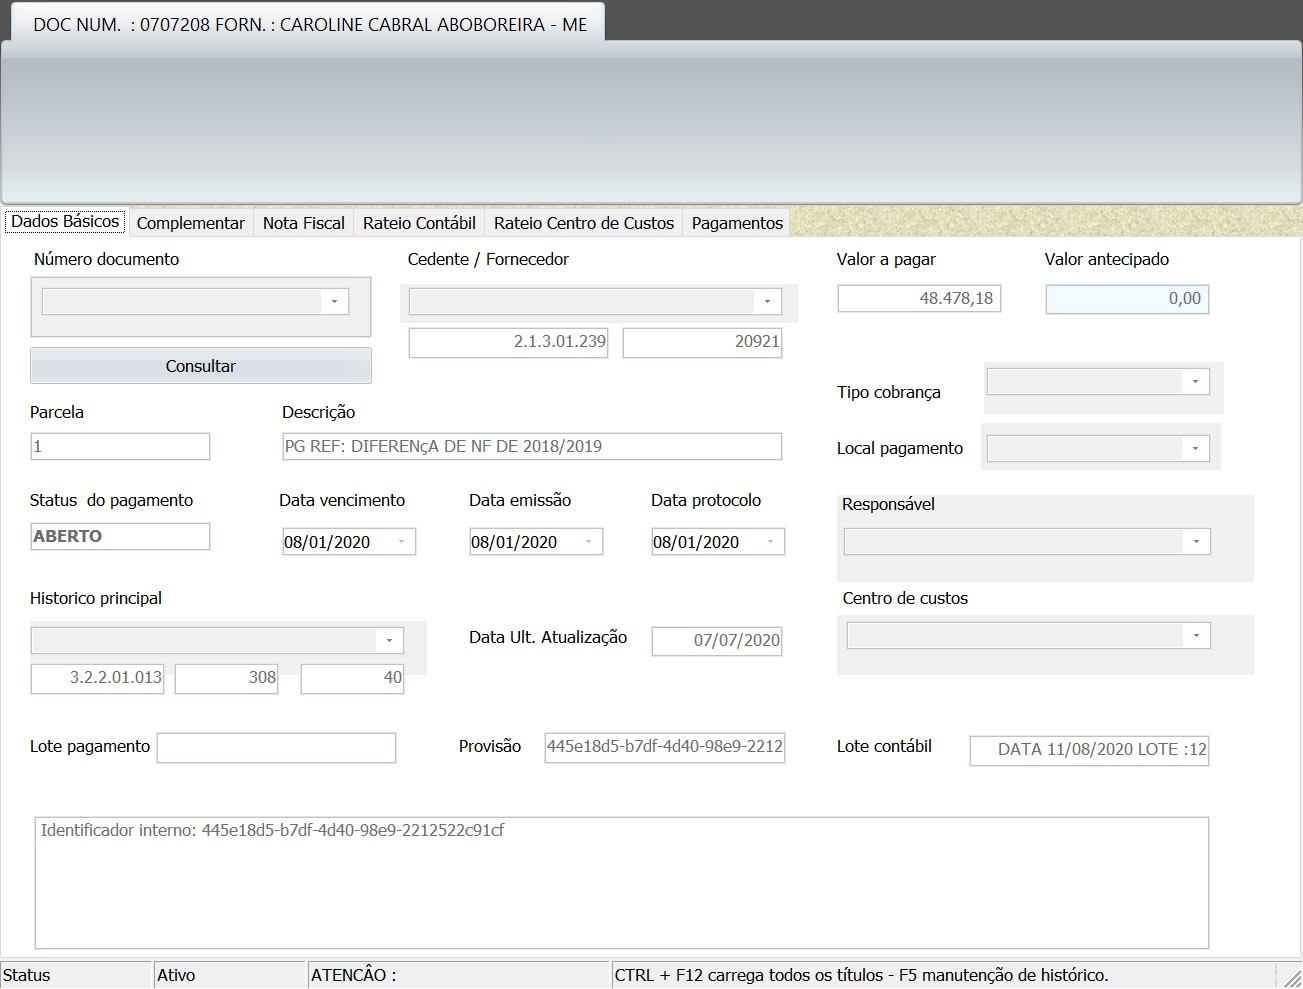 DOC NUM.  : 0707208 FORN. : CAROLINE CABRAL ABOBOREIRA - ME
Dados Básicos
Complementar
Nota Fiscal
Rateio Contábil
Rateio Centro de Custos
Pagamentos
Número documento
Cedente / Fornecedor
Valor a pagar
Valor antecipado
48.478,18
0,00
2.1.3.01.239
20921
Consultar
Tipo cobrança
Parcela
Descrição
1
PG REF: DIFERENçA DE NF DE 2018/2019
Local pagamento
Status  do pagamento
Data vencimento
Data emissão
Data protocolo
Responsável
ABERTO
08/01/2020
08/01/2020
08/01/2020
Historico principal
Centro de custos
Data Ult. Atualização
07/07/2020
3.2.2.01.013
308
40
Lote pagamento
Provisão
445e18d5-b7df-4d40-98e9-2212
Lote contábil
DATA 11/08/2020 LOTE :12
Identificador interno: 445e18d5-b7df-4d40-98e9-2212522c91cf
Status
Ativo
ATENCÂO :
CTRL + F12 carrega todos os títulos - F5 manutenção de histórico.